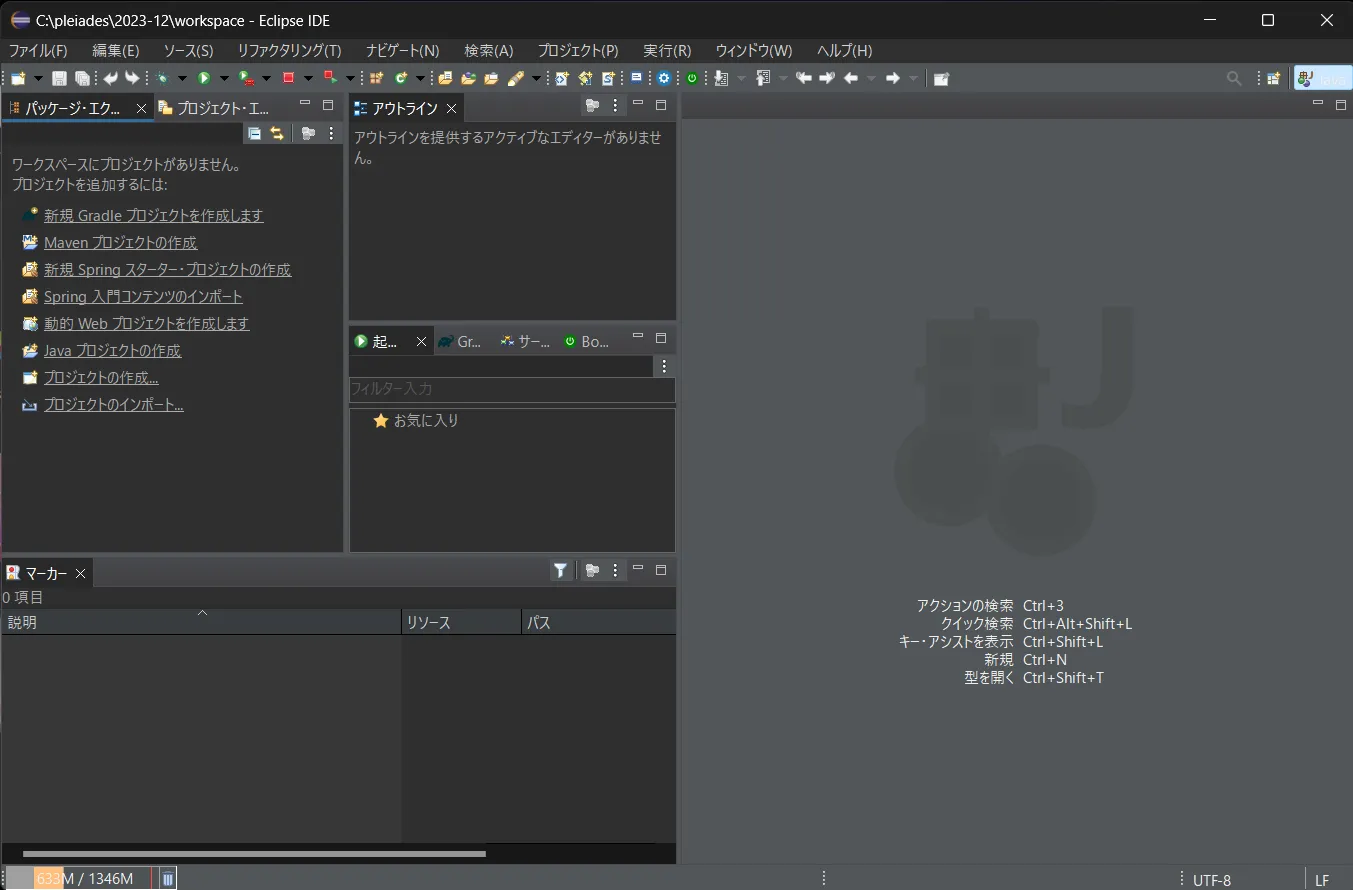 C:\pleiades\2023-12\workspace - Eclipse IDE
ファイル(F) 編集(E) ソース(S) リファクタリング(T) ナビゲート(N) 検索(A) プロジェクト(P) 実行(R) ウィンドウ(W) ヘルプ(H)
Java
パッケージ・エク... プロジェクト・エ...
ワークスペースにプロジェクトがありません。
プロジェクトを追加するには:
新規 Gradle プロジェクトを作成します
Maven プロジェクトの作成
新規 Spring スターター・プロジェクトの作成
Spring 入門コンテンツのインポート
動的 Web プロジェクトを作成します
Java プロジェクトの作成
プロジェクトの作成...
プロジェクトのインポート...
アウトライン
アウトラインを提供するアクティブなエディターがありませ
ん。
起... Gr... サー... Bo...
フィルター入力
お気に入り
マーカー
0 項目
説明 リソース パス
J
アクションの検索 Ctrl+3
クイック検索 Ctrl+Alt+Shift+L
キー・アシストを表示 Ctrl+Shift+L
新規 Ctrl+N
型を開く Ctrl+Shift+T
633M / 1346M
UTF-8
LF